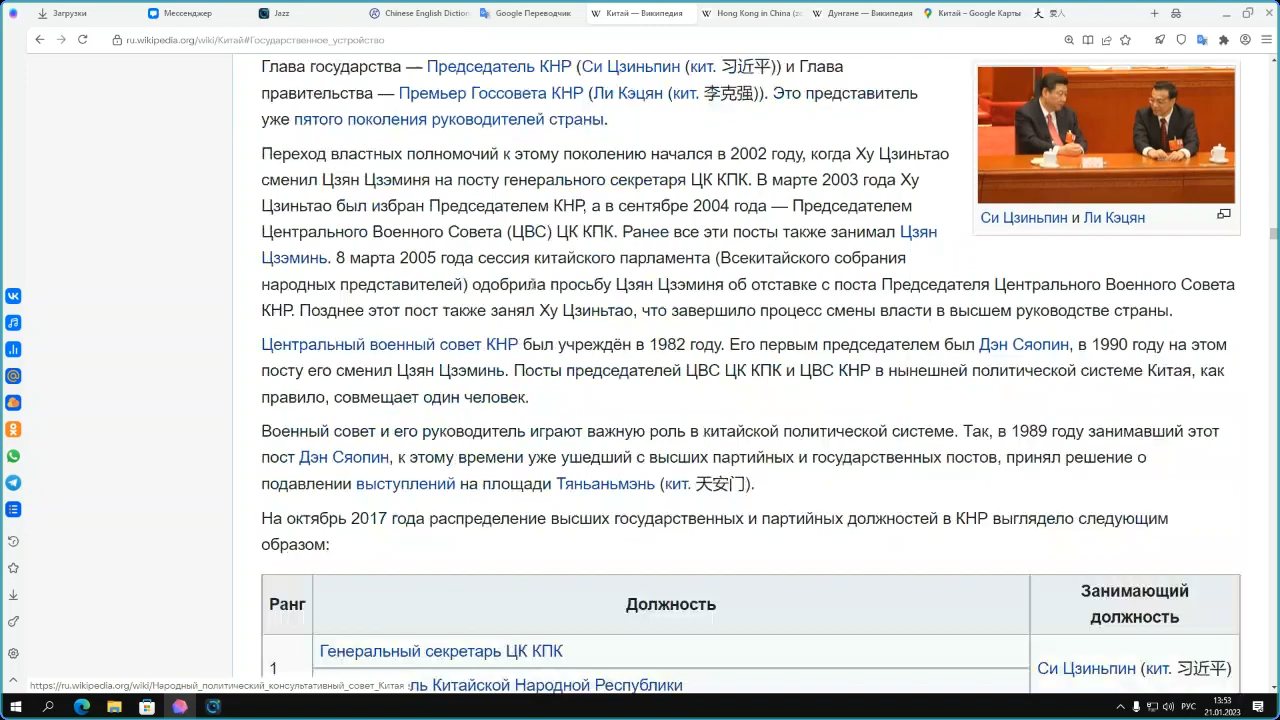 Загрузки
Мессенджер
Jazz
Chinese English Diction
Google Переводчик
Китай — Википедия
Hong Kong in China (
Дунгане — Википедия
Китай – Google Карты
爱人
ru.wikipedia.org/wiki/Китай#Государственное_устройство
Глава государства — Председатель КНР (Си Цзиньпин (кит. 习近平)) и Глава
правительства — Премьер Госсовета КНР (Ли Кэцян (кит. 李克强)). Это представитель
уже пятого поколения руководителей страны.
Си Цзиньпин и Ли Кэцян
Переход властных полномочий к этому поколению начался в 2002 году, когда Ху Цзиньтао
сменил Цзян Цзэминя на посту генерального секретаря ЦК КПК. В марте 2003 года Ху
Цзиньтао был избран Председателем КНР, а в сентябре 2004 года — Председателем
Центрального Военного Совета (ЦВС) ЦК КПК. Ранее все эти посты также занимал Цзян
Цзэминь. 8 марта 2005 года сессия китайского парламента (Всекитайского собрания
народных представителей) одобрила просьбу Цзян Цзэминя об отставке с поста Председателя Центрального Военного Совета
КНР. Позднее этот пост также занял Ху Цзиньтао, что завершило процесс смены власти в высшем руководстве страны.
Центральный военный совет КНР был учреждён в 1982 году. Его первым председателем был Дэн Сяопин, в 1990 году на этом
посту его сменил Цзян Цзэминь. Посты председателей ЦВС ЦК КПК и ЦВС КНР в нынешней политической системе Китая, как
правило, совмещает один человек.
Военный совет и его руководитель играют важную роль в китайской политической системе. Так, в 1989 году занимавший этот
пост Дэн Сяопин, к этому времени уже ушедший с высших партийных и государственных постов, принял решение о
подавлении выступлений на площади Тяньаньмэнь (кит. 天安门).
На октябрь 2017 года распределение высших государственных и партийных должностей в КНР выглядело следующим
образом:
Ранг
Должность
Занимающий
должность
1
Генеральный секретарь ЦК КПК
Си Цзиньпин (кит. 习近平)
ль Китайской Народной Республики
https://ru.wikipedia.org/wiki/Народный_политический_консультативный_совет_Китая
РУС
13:53
21.01.2023